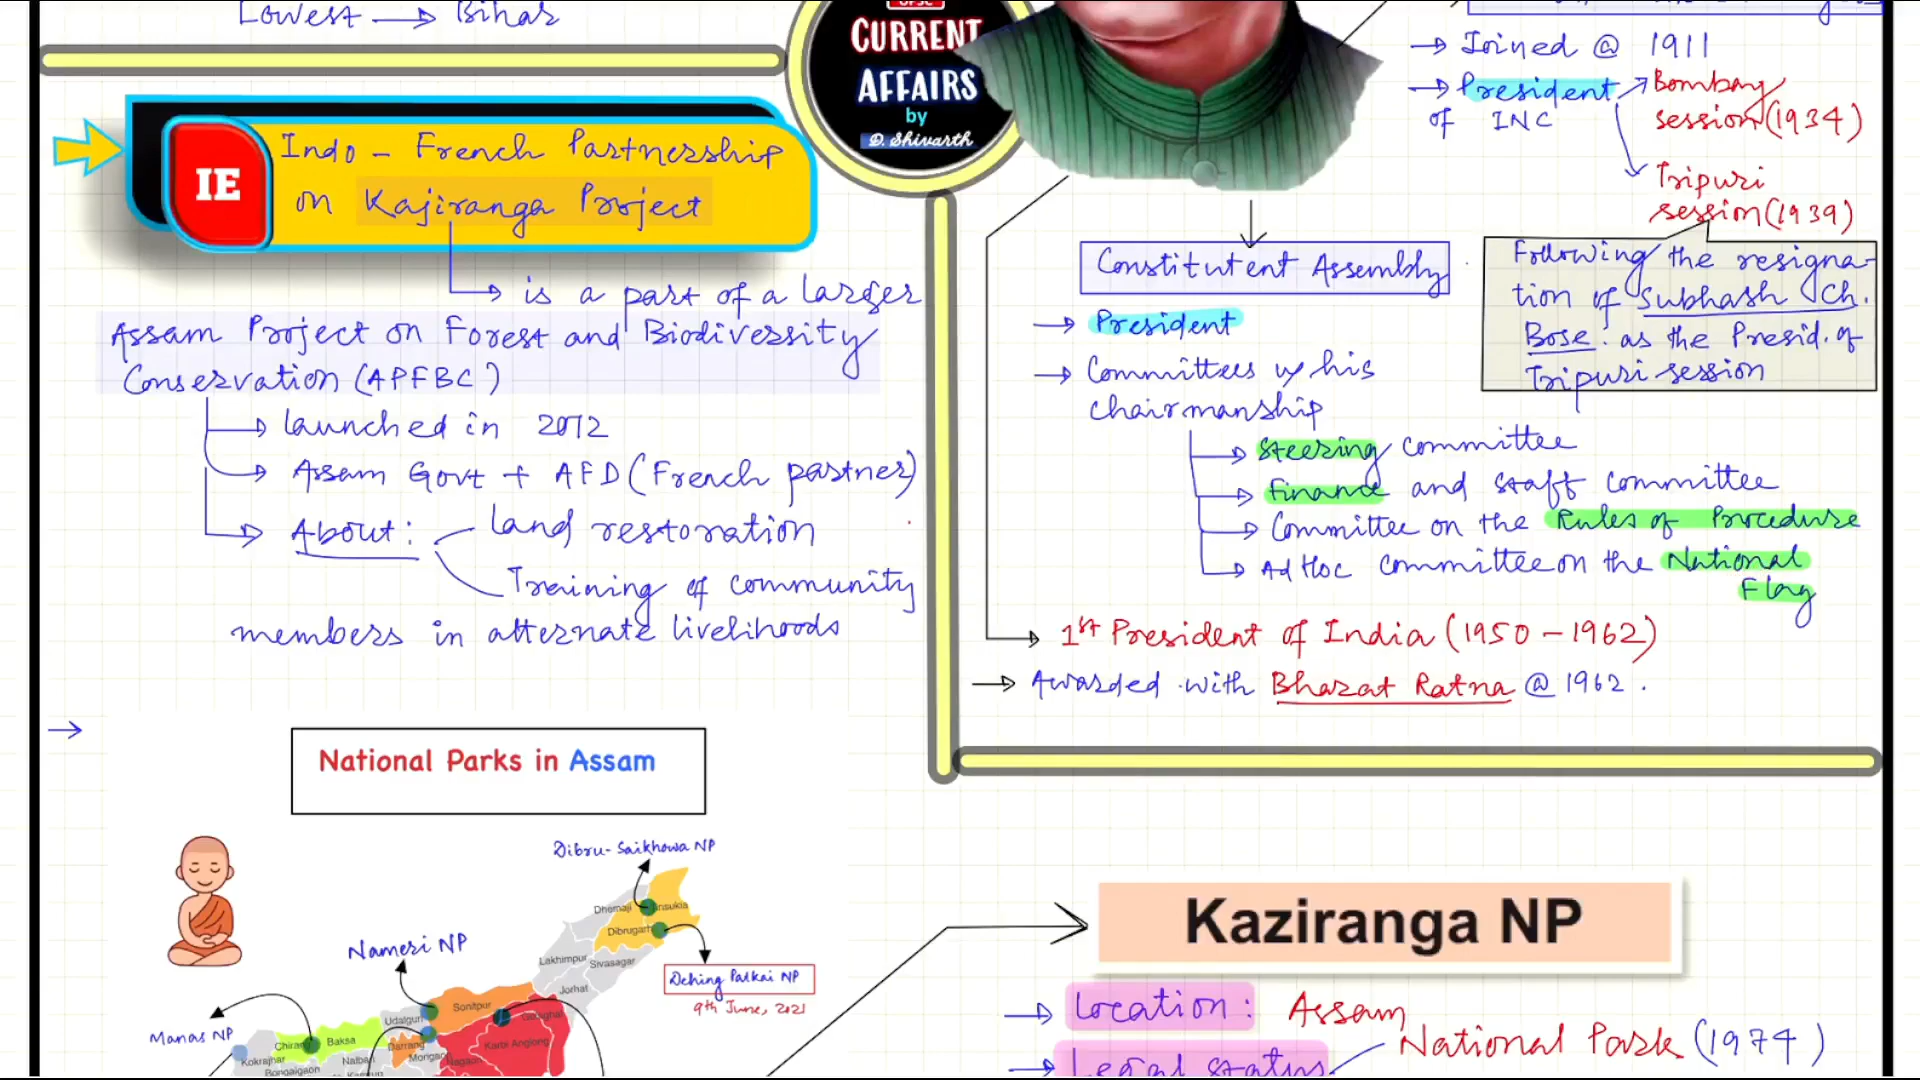 Lowest → Bihar
IE
Indo - French Partnership
on Kajiranga Project
→ is a part of a larger
Assam Project on Forest and Biodiversity
Conservation (APFBC)
→ launched in 2012
→ Assam Govt + AFD (French partner)
→ About: land restoration
Training of community
members in alternate livelihoods
→
National Parks in Assam
Dibru-Saikhowa NP
Dhemaji
Dibrugarh
Lakhimpur
Sivasagar
Jorhat
Dehing Patkai NP
9th June, 2021
Nameri NP
Sonitpur
Udalguri
Manas NP
Chirang
Baksa
Darrang
Karbi Anglong
Kokrajhar
Nalbari
Morigaon
Nagaon
Bongaigaon
UPSC
CURRENT
AFFAIRS
by
D. Shivarth
→ Joined @ 1911
→ President of INC
Bombay
session (1934)
Tripuri
session (1939)
Following the resigna-
tion of Subhash Ch.
Bose. as the Presid. of
Tripuri session
Constitutent Assembly
→ President
→ Committees w his
chairmanship
→ Steering committee
→ Finance and staff committee
→ Committee on the Rules of Procedure
→ Ad Hoc committee on the National
Flag
→ 1st President of India (1950 - 1962)
→ Awarded with Bharat Ratna @ 1962.
Kaziranga NP
→ Location: Assam
→ Legal status National Park (1974)